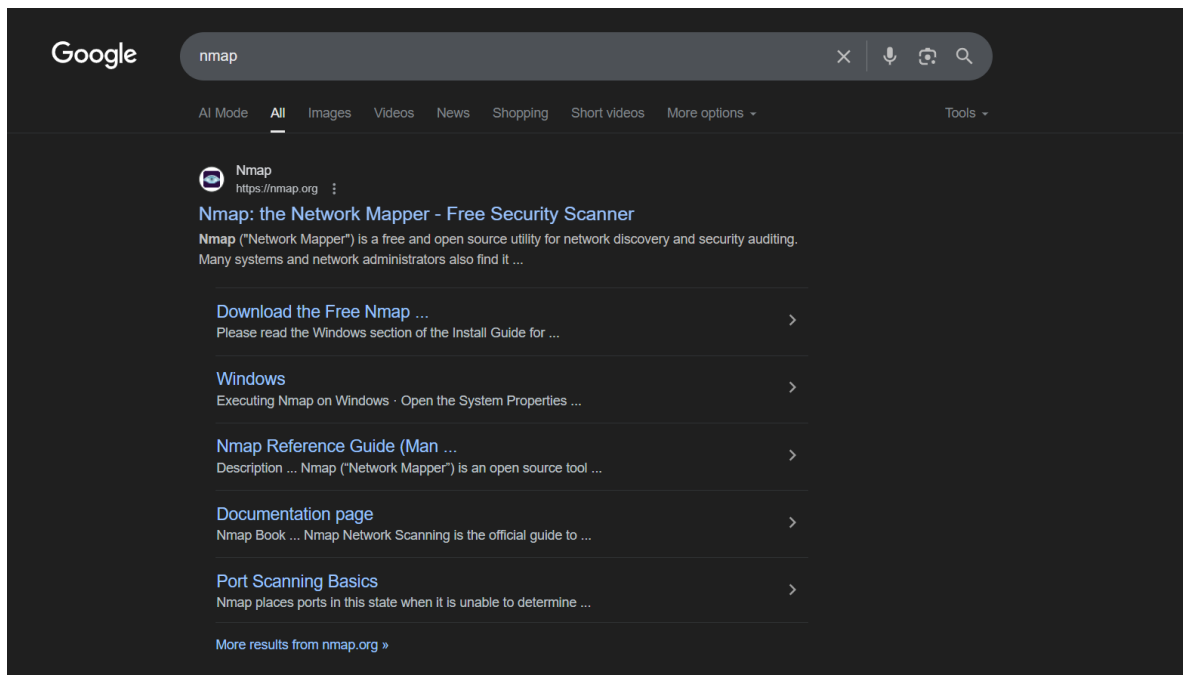 Google
nmap
AI Mode All Images Videos News Shopping Short videos More options Tools
Nmap
https://nmap.org
Nmap: the Network Mapper - Free Security Scanner
Nmap ("Network Mapper") is a free and open source utility for network discovery and security auditing.
Many systems and network administrators also find it ...
Download the Free Nmap ...
Please read the Windows section of the Install Guide for ...
Windows
Executing Nmap on Windows · Open the System Properties ...
Nmap Reference Guide (Man ...
Description ... Nmap (“Network Mapper”) is an open source tool ...
Documentation page
Nmap Book ... Nmap Network Scanning is the official guide to ...
Port Scanning Basics
Nmap places ports in this state when it is unable to determine ...
More results from nmap.org »